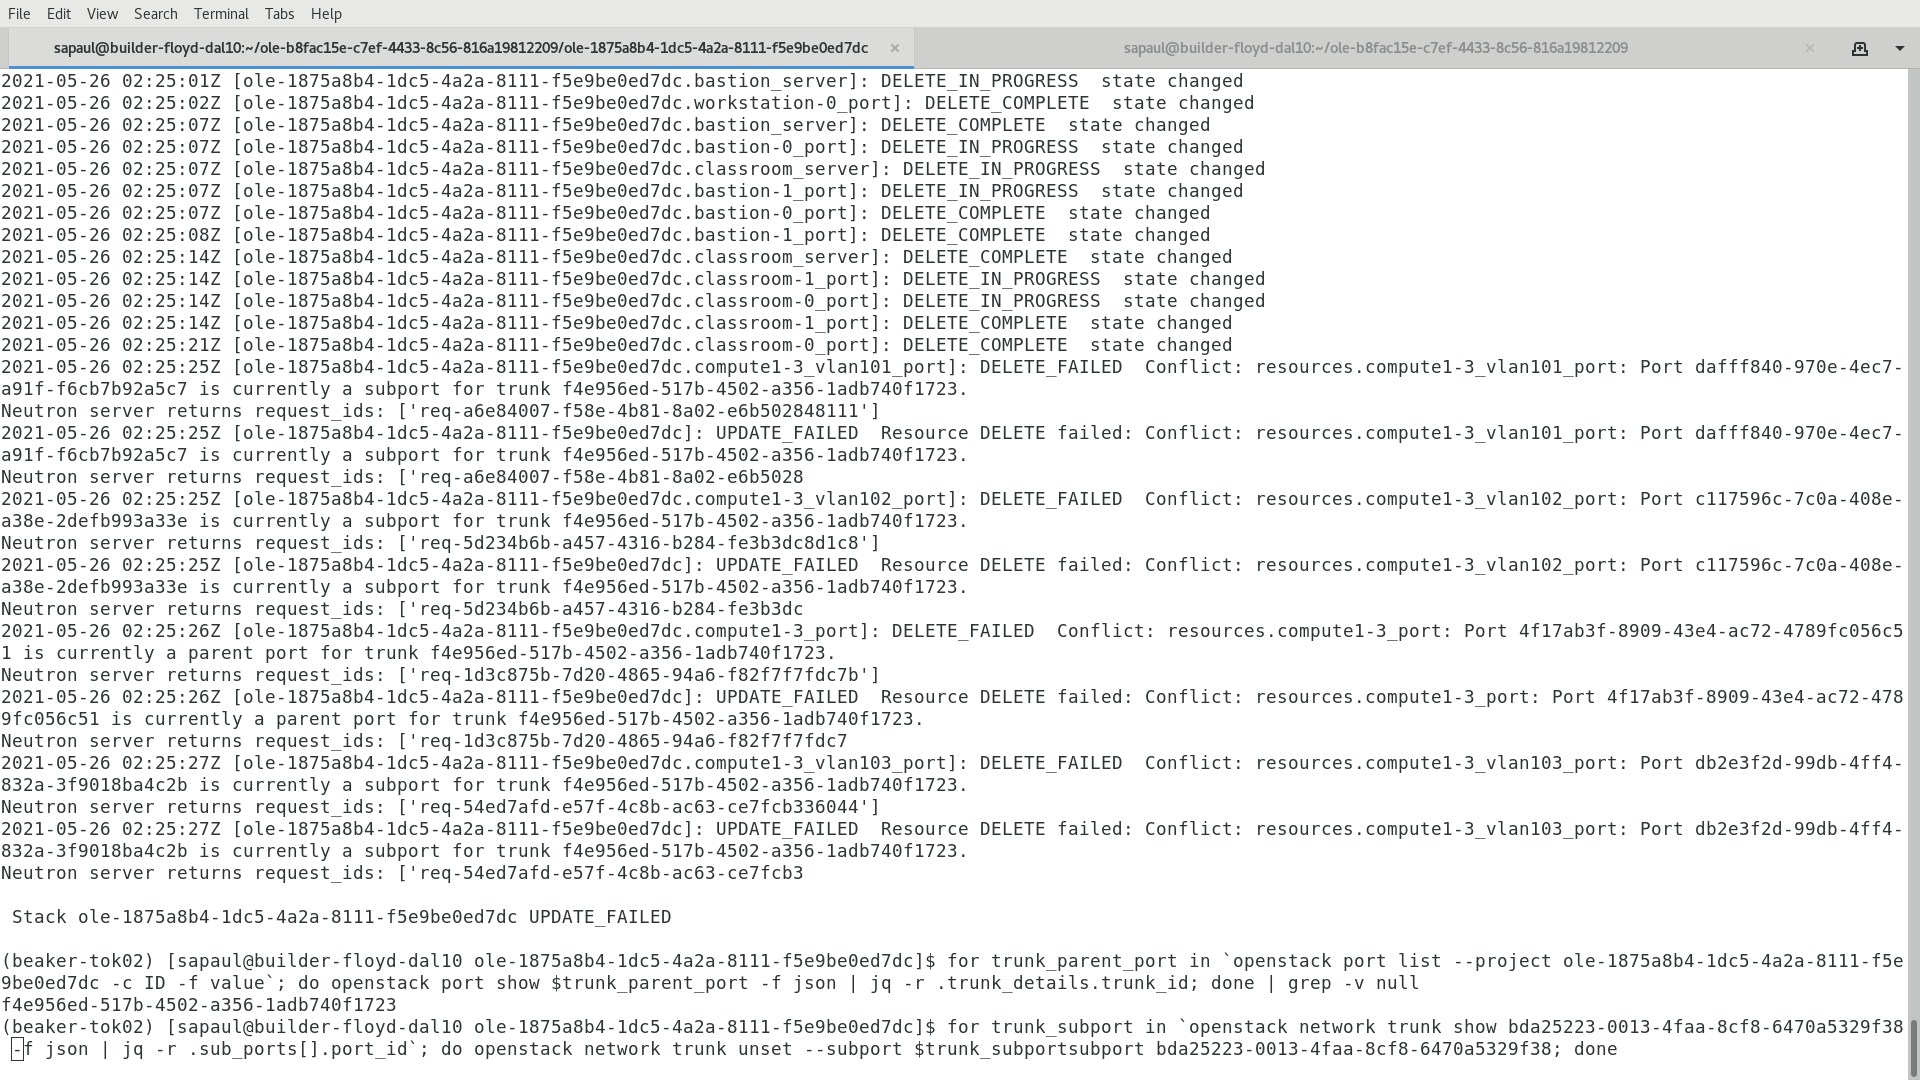 File Edit View Search Terminal Tabs Help
sapaul@builder-floyd-dal10:~/ole-b8fac15e-c7ef-4433-8c56-816a19812209/ole-1875a8b4-1dc5-4a2a-8111-f5e9be0ed7dc × sapaul@builder-floyd-dal10:~/ole-b8fac15e-c7ef-4433-8c56-816a19812209 ×
2021-05-26 02:25:01Z [ole-1875a8b4-1dc5-4a2a-8111-f5e9be0ed7dc.bastion_server]: DELETE_IN_PROGRESS  state changed
2021-05-26 02:25:02Z [ole-1875a8b4-1dc5-4a2a-8111-f5e9be0ed7dc.workstation-0_port]: DELETE_COMPLETE  state changed
2021-05-26 02:25:07Z [ole-1875a8b4-1dc5-4a2a-8111-f5e9be0ed7dc.bastion_server]: DELETE_COMPLETE  state changed
2021-05-26 02:25:07Z [ole-1875a8b4-1dc5-4a2a-8111-f5e9be0ed7dc.bastion-0_port]: DELETE_IN_PROGRESS  state changed
2021-05-26 02:25:07Z [ole-1875a8b4-1dc5-4a2a-8111-f5e9be0ed7dc.classroom_server]: DELETE_IN_PROGRESS  state changed
2021-05-26 02:25:07Z [ole-1875a8b4-1dc5-4a2a-8111-f5e9be0ed7dc.bastion-1_port]: DELETE_IN_PROGRESS  state changed
2021-05-26 02:25:07Z [ole-1875a8b4-1dc5-4a2a-8111-f5e9be0ed7dc.bastion-0_port]: DELETE_COMPLETE  state changed
2021-05-26 02:25:08Z [ole-1875a8b4-1dc5-4a2a-8111-f5e9be0ed7dc.bastion-1_port]: DELETE_COMPLETE  state changed
2021-05-26 02:25:14Z [ole-1875a8b4-1dc5-4a2a-8111-f5e9be0ed7dc.classroom_server]: DELETE_COMPLETE  state changed
2021-05-26 02:25:14Z [ole-1875a8b4-1dc5-4a2a-8111-f5e9be0ed7dc.classroom-1_port]: DELETE_IN_PROGRESS  state changed
2021-05-26 02:25:14Z [ole-1875a8b4-1dc5-4a2a-8111-f5e9be0ed7dc.classroom-0_port]: DELETE_IN_PROGRESS  state changed
2021-05-26 02:25:14Z [ole-1875a8b4-1dc5-4a2a-8111-f5e9be0ed7dc.classroom-1_port]: DELETE_COMPLETE  state changed
2021-05-26 02:25:21Z [ole-1875a8b4-1dc5-4a2a-8111-f5e9be0ed7dc.classroom-0_port]: DELETE_COMPLETE  state changed
2021-05-26 02:25:25Z [ole-1875a8b4-1dc5-4a2a-8111-f5e9be0ed7dc.compute1-3_vlan101_port]: DELETE_FAILED  Conflict: resources.compute1-3_vlan101_port: Port dafff840-970e-4ec7-
a91f-f6cb7b92a5c7 is currently a subport for trunk f4e956ed-517b-4502-a356-1adb740f1723.
Neutron server returns request_ids: ['req-a6e84007-f58e-4b81-8a02-e6b502848111']
2021-05-26 02:25:25Z [ole-1875a8b4-1dc5-4a2a-8111-f5e9be0ed7dc]: UPDATE_FAILED  Resource DELETE failed: Conflict: resources.compute1-3_vlan101_port: Port dafff840-970e-4ec7-
a91f-f6cb7b92a5c7 is currently a subport for trunk f4e956ed-517b-4502-a356-1adb740f1723.
Neutron server returns request_ids: ['req-a6e84007-f58e-4b81-8a02-e6b5028
2021-05-26 02:25:25Z [ole-1875a8b4-1dc5-4a2a-8111-f5e9be0ed7dc.compute1-3_vlan102_port]: DELETE_FAILED  Conflict: resources.compute1-3_vlan102_port: Port c117596c-7c0a-408e-
a38e-2defb993a33e is currently a subport for trunk f4e956ed-517b-4502-a356-1adb740f1723.
Neutron server returns request_ids: ['req-5d234b6b-a457-4316-b284-fe3b3dc8d1c8']
2021-05-26 02:25:25Z [ole-1875a8b4-1dc5-4a2a-8111-f5e9be0ed7dc]: UPDATE_FAILED  Resource DELETE failed: Conflict: resources.compute1-3_vlan102_port: Port c117596c-7c0a-408e-
a38e-2defb993a33e is currently a subport for trunk f4e956ed-517b-4502-a356-1adb740f1723.
Neutron server returns request_ids: ['req-5d234b6b-a457-4316-b284-fe3b3dc
2021-05-26 02:25:26Z [ole-1875a8b4-1dc5-4a2a-8111-f5e9be0ed7dc.compute1-3_port]: DELETE_FAILED  Conflict: resources.compute1-3_port: Port 4f17ab3f-8909-43e4-ac72-4789fc056c5
1 is currently a parent port for trunk f4e956ed-517b-4502-a356-1adb740f1723.
Neutron server returns request_ids: ['req-1d3c875b-7d20-4865-94a6-f82f7f7fdc7b']
2021-05-26 02:25:26Z [ole-1875a8b4-1dc5-4a2a-8111-f5e9be0ed7dc]: UPDATE_FAILED  Resource DELETE failed: Conflict: resources.compute1-3_port: Port 4f17ab3f-8909-43e4-ac72-478
9fc056c51 is currently a parent port for trunk f4e956ed-517b-4502-a356-1adb740f1723.
Neutron server returns request_ids: ['req-1d3c875b-7d20-4865-94a6-f82f7f7fdc7
2021-05-26 02:25:27Z [ole-1875a8b4-1dc5-4a2a-8111-f5e9be0ed7dc.compute1-3_vlan103_port]: DELETE_FAILED  Conflict: resources.compute1-3_vlan103_port: Port db2e3f2d-99db-4ff4-
832a-3f9018ba4c2b is currently a subport for trunk f4e956ed-517b-4502-a356-1adb740f1723.
Neutron server returns request_ids: ['req-54ed7afd-e57f-4c8b-ac63-ce7fcb336044']
2021-05-26 02:25:27Z [ole-1875a8b4-1dc5-4a2a-8111-f5e9be0ed7dc]: UPDATE_FAILED  Resource DELETE failed: Conflict: resources.compute1-3_vlan103_port: Port db2e3f2d-99db-4ff4-
832a-3f9018ba4c2b is currently a subport for trunk f4e956ed-517b-4502-a356-1adb740f1723.
Neutron server returns request_ids: ['req-54ed7afd-e57f-4c8b-ac63-ce7fcb3
Stack ole-1875a8b4-1dc5-4a2a-8111-f5e9be0ed7dc UPDATE_FAILED
(beaker-tok02) [sapaul@builder-floyd-dal10 ole-1875a8b4-1dc5-4a2a-8111-f5e9be0ed7dc]$ for trunk_parent_port in `openstack port list --project ole-1875a8b4-1dc5-4a2a-8111-f5e
9be0ed7dc -c ID -f value`; do openstack port show $trunk_parent_port -f json | jq -r .trunk_details.trunk_id; done | grep -v null
f4e956ed-517b-4502-a356-1adb740f1723
(beaker-tok02) [sapaul@builder-floyd-dal10 ole-1875a8b4-1dc5-4a2a-8111-f5e9be0ed7dc]$ for trunk_subport in `openstack network trunk show bda25223-0013-4faa-8cf8-6470a5329f38
-f json | jq -r .sub_ports[].port_id`; do openstack network trunk unset --subport $trunk_subportsubport bda25223-0013-4faa-8cf8-6470a5329f38; done